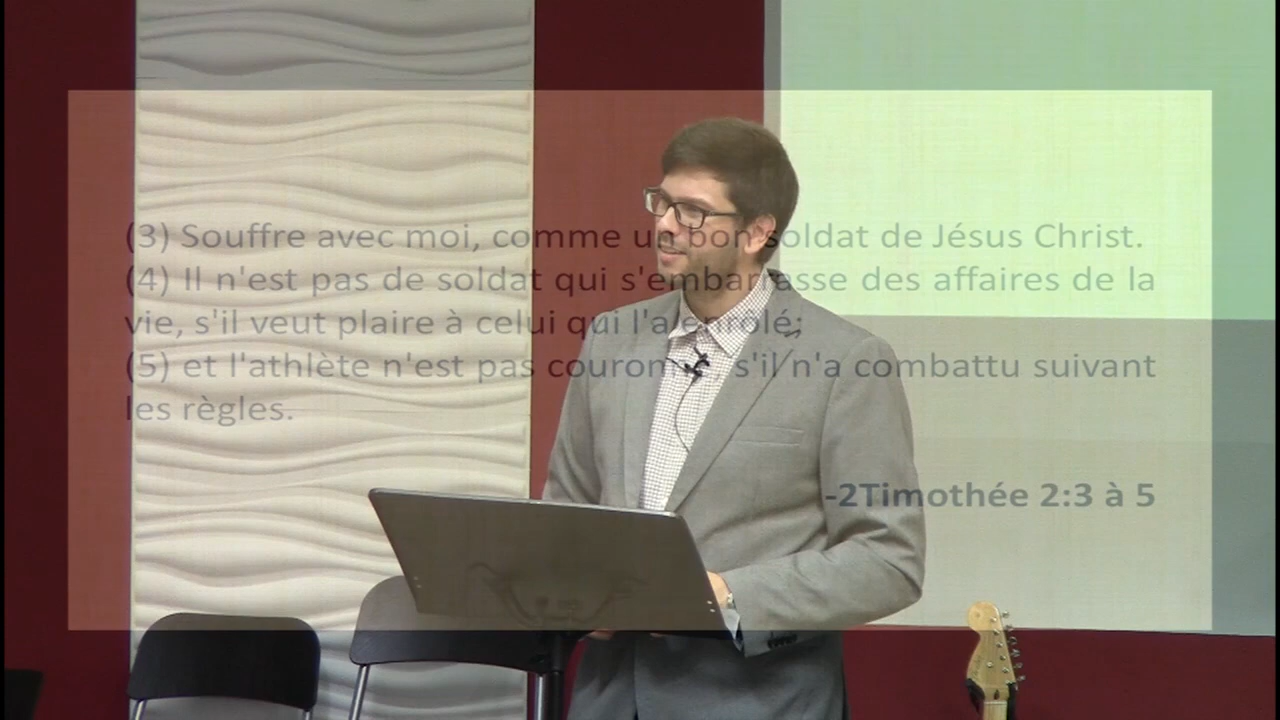 (3) Souffre avec moi, comme un bon soldat de Jésus Christ.
(4) Il n'est pas de soldat qui s'embarrasse des affaires de la
vie, s'il veut plaire à celui qui l'a enrôlé;
(5) et l'athlète n'est pas couronné, s'il n'a combattu suivant
les règles.
-2Timothée 2:3 à 5